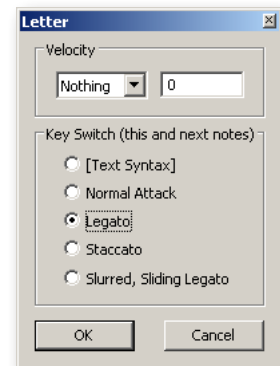 Letter
Velocity
Nothing 0
Key Switch (this and next notes)
[Text Syntax]
Normal Attack
Legato
Staccato
Slurred, Sliding Legato
OK Cancel